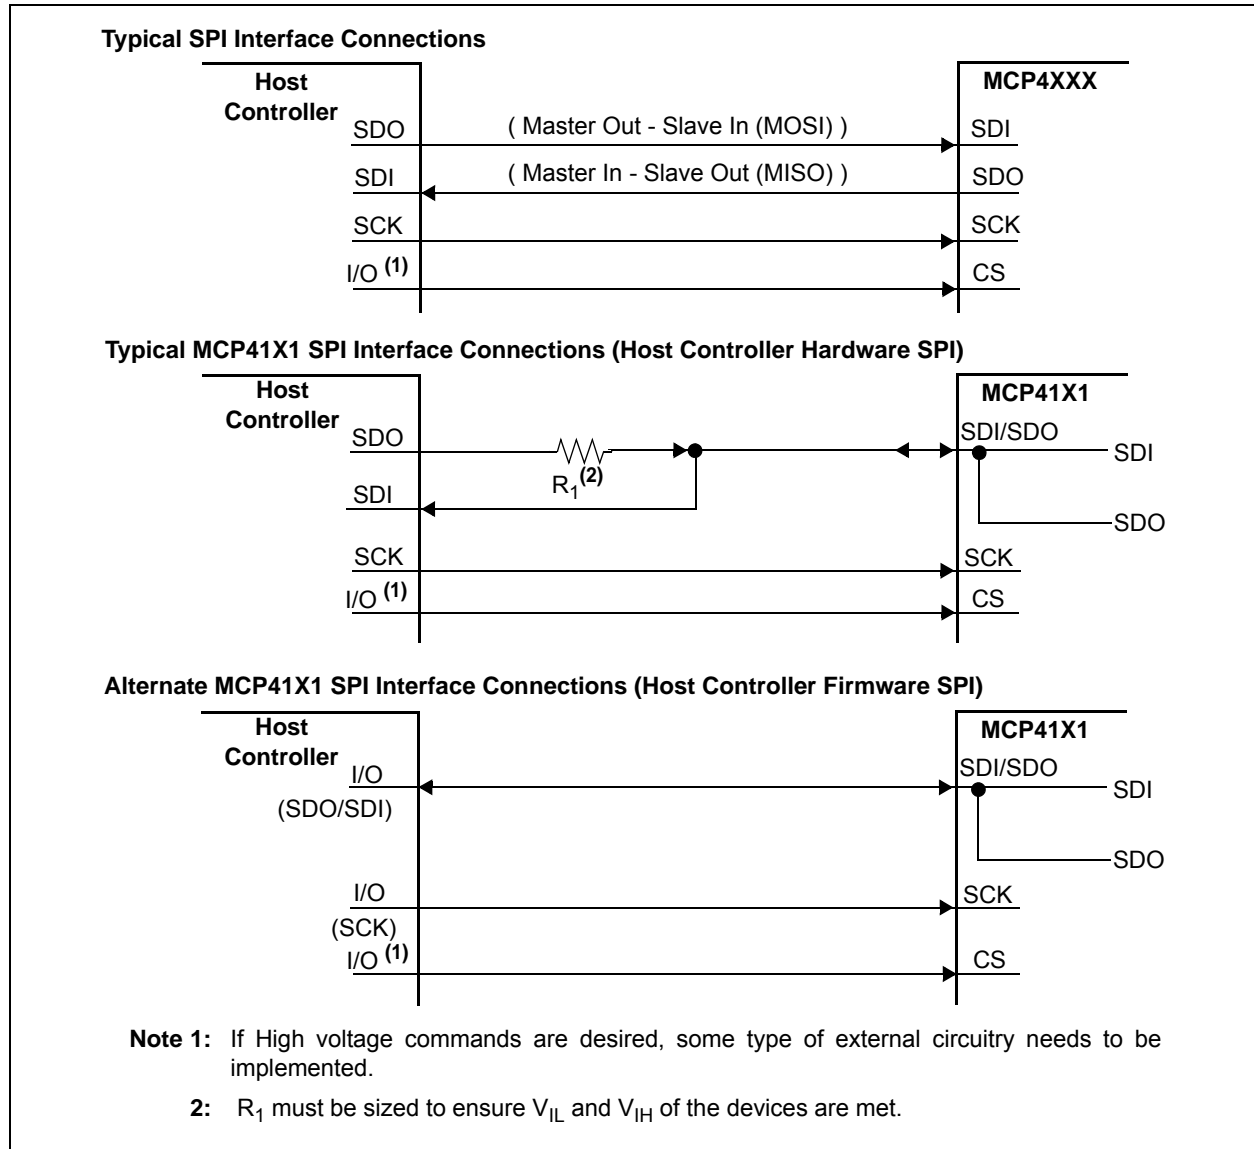 Typical SPI Interface Connections
Host
Controller
MCP4XXX
SDO
( Master Out - Slave In (MOSI) )
SDI
SDI
( Master In - Slave Out (MISO) )
SDO
SCK
SCK
I/O (1)
CS
Typical MCP41X1 SPI Interface Connections (Host Controller Hardware SPI)
Host
Controller
MCP41X1
SDO
SDI/SDO
SDI
R1(2)
SDI
SDO
SCK
SCK
I/O (1)
CS
Alternate MCP41X1 SPI Interface Connections (Host Controller Firmware SPI)
Host
Controller
MCP41X1
I/O
(SDO/SDI)
SDI/SDO
SDI
SDO
I/O
(SCK)
SCK
I/O (1)
CS
Note 1: If High voltage commands are desired, some type of external circuitry needs to be
implemented.
2: R1 must be sized to ensure VIL and VIH of the devices are met.